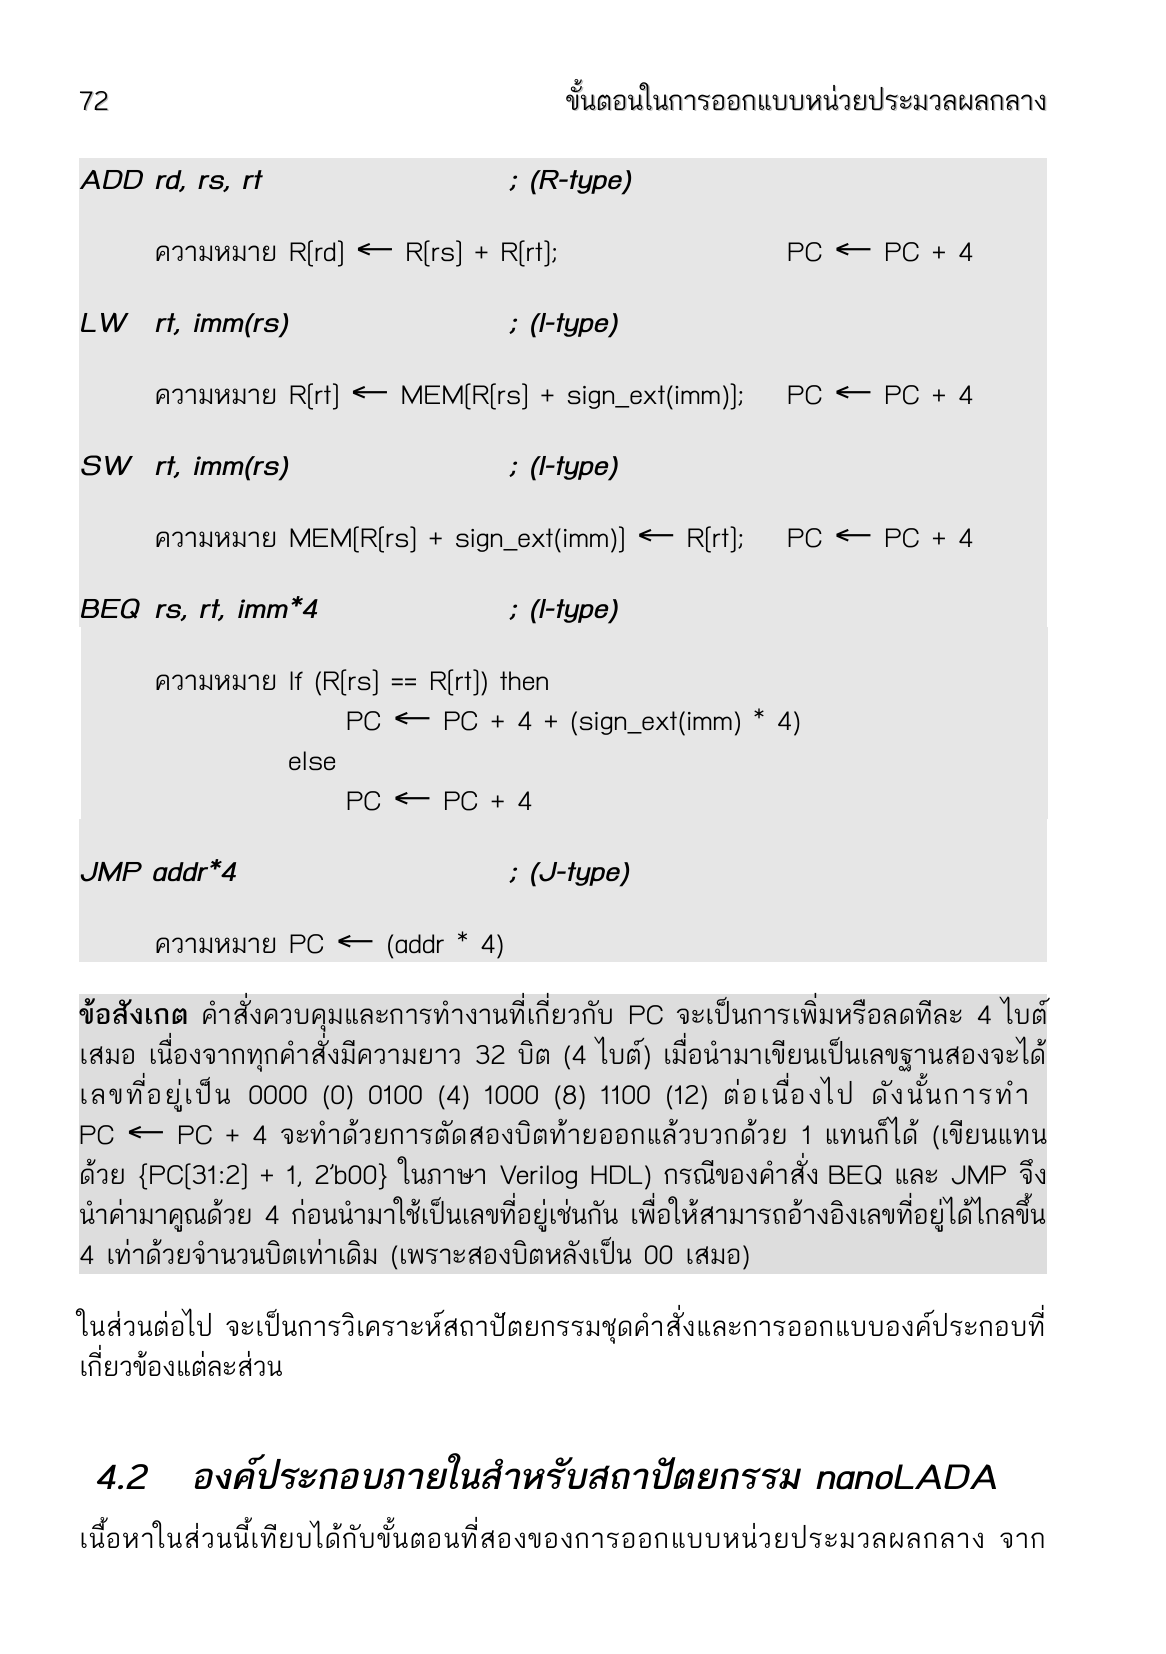 72 ขั้นตอนในการออกแบบหน่วยประมวลผลกลาง
ADD rd, rs, rt ; (R-type)
ความหมาย R[rd] ← R[rs] + R[rt]; PC ← PC + 4
LW rt, imm(rs) ; (I-type)
ความหมาย R[rt] ← MEM[R[rs] + sign_ext(imm)]; PC ← PC + 4
SW rt, imm(rs) ; (I-type)
ความหมาย MEM[R[rs] + sign_ext(imm)] ← R[rt]; PC ← PC + 4
BEQ rs, rt, imm*4 ; (I-type)
ความหมาย If (R[rs] == R[rt]) then
PC ← PC + 4 + (sign_ext(imm) * 4)
else
PC ← PC + 4
JMP addr*4 ; (J-type)
ความหมาย PC ← (addr * 4)
ข้อสังเกต คำสั่งควบคุมและการทำงานที่เกี่ยวกับ PC จะเป็นการเพิ่มหรือลดทีละ 4 ไบต์
เสมอ เนื่องจากทุกคำสั่งมีความยาว 32 บิต (4 ไบต์) เมื่อนำมาเขียนเป็นเลขฐานสองจะได้
เลขที่อยู่เป็น 0000 (0) 0100 (4) 1000 (8) 1100 (12) ต่อเนื่องไป ดังนั้นการทำ
PC ← PC + 4 จะทำด้วยการตัดสองบิตท้ายออกแล้วบวกด้วย 1 แทนก็ได้ (เขียนแทน
ด้วย {PC[31:2] + 1, 2’b00} ในภาษา Verilog HDL) กรณีของคำสั่ง BEQ และ JMP จึง
นำค่ามาคูณด้วย 4 ก่อนนำมาใช้เป็นเลขที่อยู่เช่นกัน เพื่อให้สามารถอ้างอิงเลขที่อยู่ได้ไกลขึ้น
4 เท่าด้วยจำนวนบิตเท่าเดิม (เพราะสองบิตหลังเป็น 00 เสมอ)
ในส่วนต่อไป จะเป็นการวิเคราะห์สถาปัตยกรรมชุดคำสั่งและการออกแบบองค์ประกอบที่
เกี่ยวข้องแต่ละส่วน
4.2 องค์ประกอบภายในสำหรับสถาปัตยกรรม nanoLADA
เนื้อหาในส่วนนี้เทียบได้กับขั้นตอนที่สองของการออกแบบหน่วยประมวลผลกลาง จาก